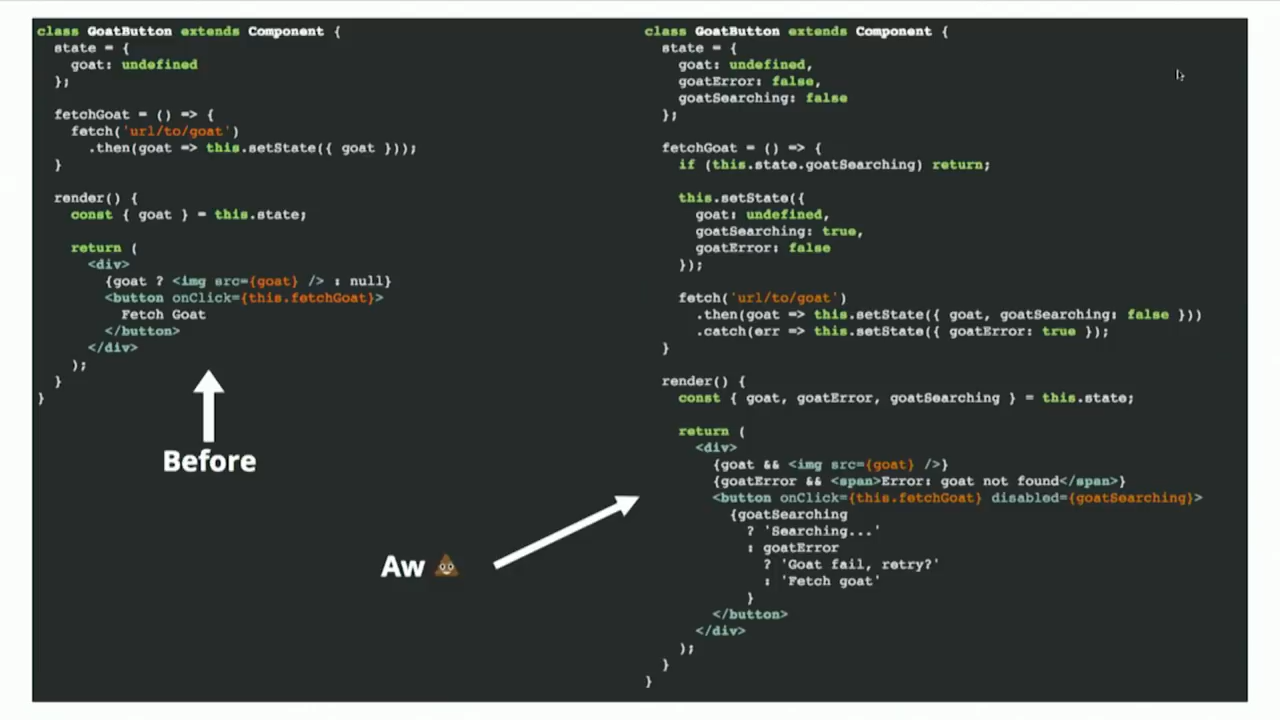 class GoatButton extends Component {
  state = {
    goat: undefined
  };

  fetchGoat = () => {
    fetch('url/to/goat')
      .then(goat => this.setState({ goat }));
  }

  render() {
    const { goat } = this.state;

    return (
      <div>
        {goat ? <img src={goat} /> : null}
        <button onClick={this.fetchGoat}>
          Fetch Goat
        </button>
      </div>
    );
  }
}
Before
Aw 💩
class GoatButton extends Component {
  state = {
    goat: undefined,
    goatError: false,
    goatSearching: false
  };

  fetchGoat = () => {
    if (this.state.goatSearching) return;

    this.setState({
      goat: undefined,
      goatSearching: true,
      goatError: false
    });

    fetch('url/to/goat')
      .then(goat => this.setState({ goat, goatSearching: false }))
      .catch(err => this.setState({ goatError: true });
  }

  render() {
    const { goat, goatError, goatSearching } = this.state;

    return (
      <div>
        {goat && <img src={goat} />}
        {goatError && <span>Error: goat not found</span>}
        <button onClick={this.fetchGoat} disabled={goatSearching}>
          {goatSearching
            ? 'Searching...'
            : goatError
              ? 'Goat fail, retry?'
              : 'Fetch goat'
            }
        </button>
      </div>
    );
  }
}